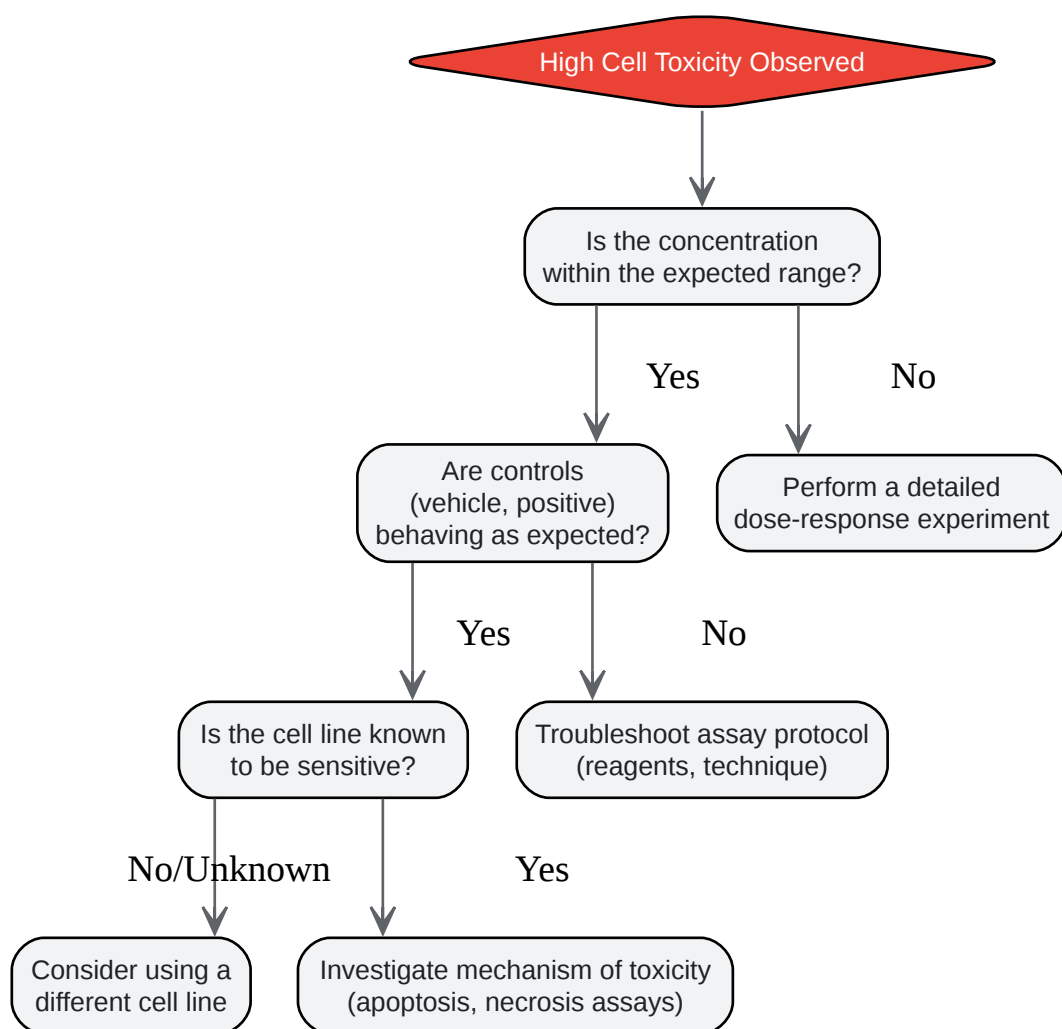 High Cell Toxicity Observed
Is the concentration
within the expected range?
Yes
No
Are controls
(vehicle, positive)
behaving as expected?
Perform a detailed
dose-response experiment
Yes
No
Is the cell line known
to be sensitive?
Troubleshoot assay protocol
(reagents, technique)
No/Unknown
Yes
Consider using a
different cell line
Investigate mechanism of toxicity
(apoptosis, necrosis assays)